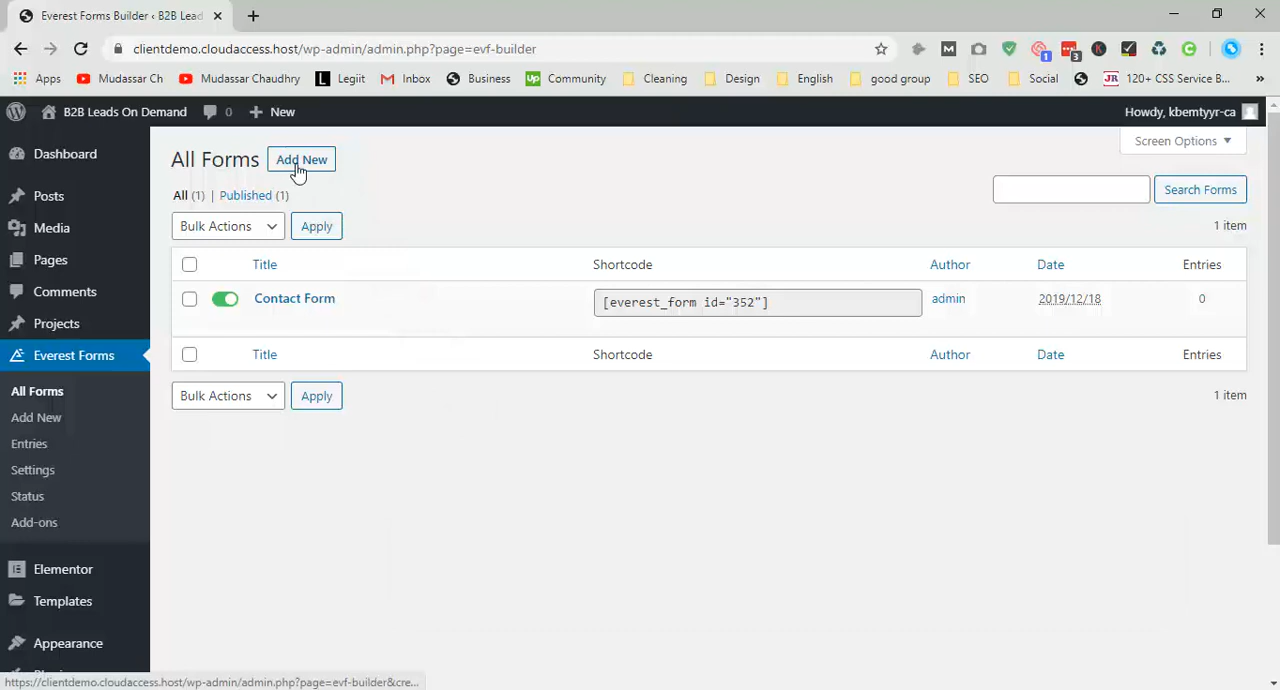 Everest Forms Builder ‹ B2B Lead
clientdemo.cloudaccess.host/wp-admin/admin.php?page=evf-builder
Apps Mudassar Ch Mudassar Chaudhry Legiit Inbox Business Community Cleaning Design English good group SEO Social 120+ CSS Service B... »
B2B Leads On Demand 0 + New Howdy, kbemtyyr-ca
Screen Options
Dashboard
Posts
Media
Pages
Comments
Projects
Everest Forms
All Forms
Add New
Entries
Settings
Status
Add-ons
Elementor
Templates
Appearance
All Forms Add New
All (1) | Published (1)
Search Forms
Bulk Actions Apply 1 item
Title Shortcode Author Date Entries
Contact Form [everest_form id="352"] admin 2019/12/18 0
Title Shortcode Author Date Entries
Bulk Actions Apply 1 item
https://clientdemo.cloudaccess.host/wp-admin/admin.php?page=evf-builder&cre...